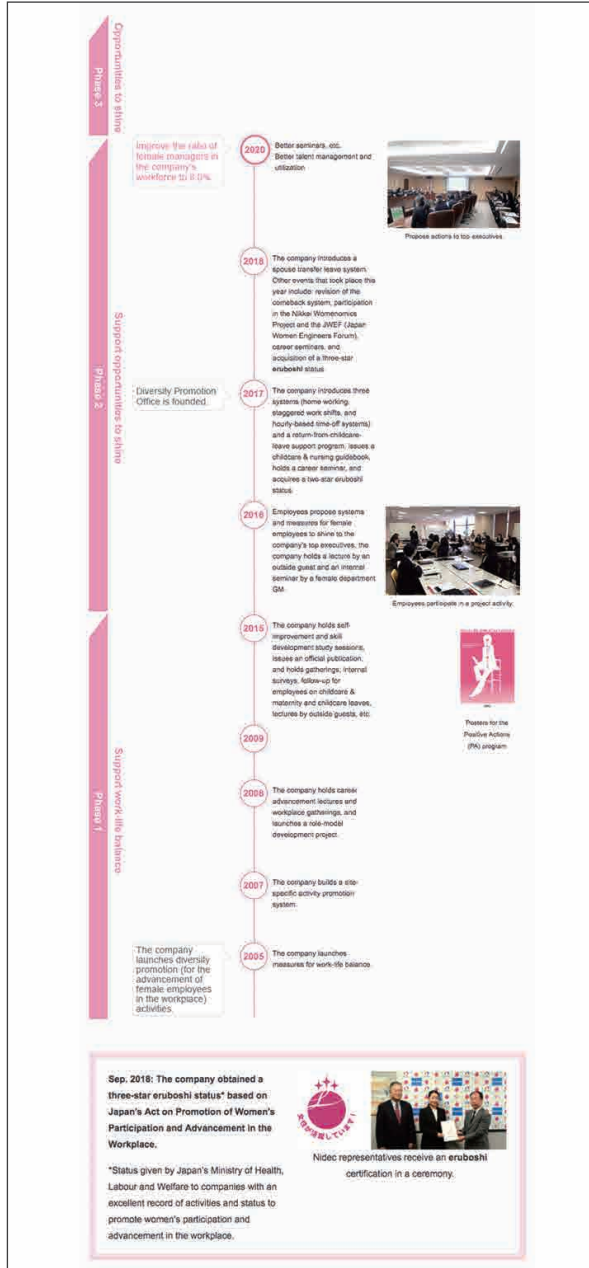 Opportunities to shine
Phase 3
Improve the ratio of
female managers in
the company's
workforce to 8.0%.
2020
Better seminars, etc.
Better talent management and
utilization
Propose actions to top executives
2018
The company introduces a
spouse transfer leave system.
Other events that took place this
year include: revision of the
comeback system, participation
in the Nikkei Womenomics
Project and the JWEF (Japan
Women Engineers Forum),
career seminars, and
acquisition of a three-star
eruboshi status
Support opportunities to shine
Phase 2
Diversity Promotion
Office is founded.
2017
The company introduces three
systems (home working,
staggered work shifts, and
hourly-based time-off systems)
and a return-from-childcare-
leave support program, issues a
childcare & nursing guidebook,
holds a career seminar, and
acquires a two-star eruboshi
status.
2016
Employees propose systems
and measures for female
employees to shine to the
company's top executives, the
company holds a lecture by an
outside guest and an internal
seminar by a female department
GM
Employees participate in a project activity.
2015
The company holds self-
improvement and skill
development study sessions,
issues an official publication,
and holds gatherings, internal
surveys, follow-up for
employees on childcare &
maternity and childcare leaves,
lectures by outside guests, etc.
Posters for the
Positive Actions
(PA) program
2009
Support work-life balance
Phase 1
2008
The company holds career
advancement lectures and
workplace gatherings, and
launches a role-model
development project.
2007
The company builds a site-
specific activity promotion
system.
The company
launches diversity
promotion (for the
advancement of
female employees
in the workplace)
activities
2005
The company launches
measures for work-life balance
Sep. 2018: The company obtained a
three-star eruboshi status* based on
Japan's Act on Promotion of Women's
Participation and Advancement in the
Workplace.
*Status given by Japan's Ministry of Health,
Labour and Welfare to companies with an
excellent record of activities and status to
promote women's participation and
advancement in the workplace.
女性が活躍しています!
Nidec representatives receive an eruboshi
certification in a ceremony.